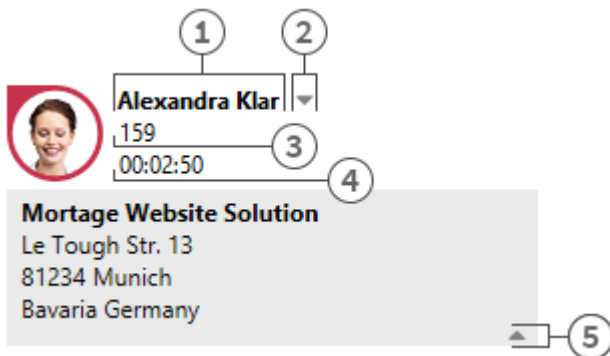 1 2
Alexandra Klar
159
3
00:02:50
4
Mortage Website Solution
Le Tough Str. 13
81234 Munich
Bavaria Germany
5